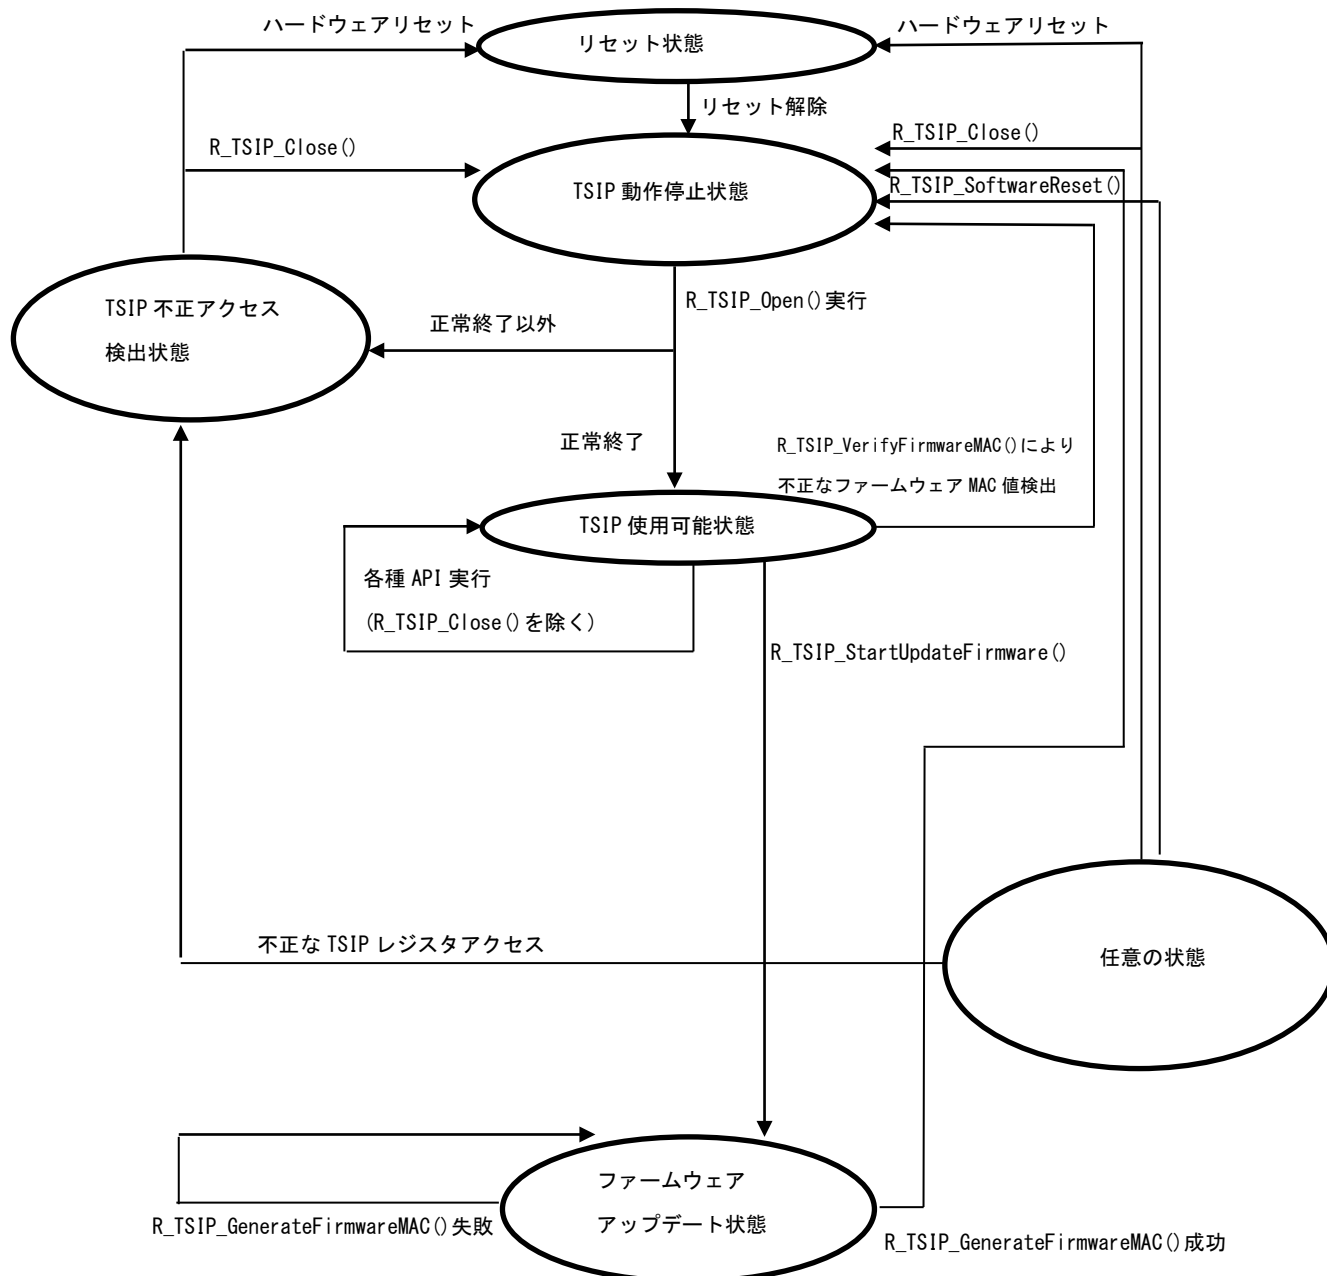 ハードウェアリセット
ハードウェアリセット
リセット状態
リセット解除
R_TSIP_Close()
R_TSIP_Close()
R_TSIP_SoftwareReset()
TSIP 動作停止状態
R_TSIP_Open()実行
TSIP 不正アクセス
検出状態
正常終了以外
正常終了
R_TSIP_VerifyFirmwareMAC()により
不正なファームウェア MAC 値検出
TSIP 使用可能状態
各種 API 実行
(R_TSIP_Close()を除く)
R_TSIP_StartUpdateFirmware()
不正な TSIP レジスタアクセス
任意の状態
ファームウェア
アップデート状態
R_TSIP_GenerateFirmwareMAC()失敗
R_TSIP_GenerateFirmwareMAC()成功